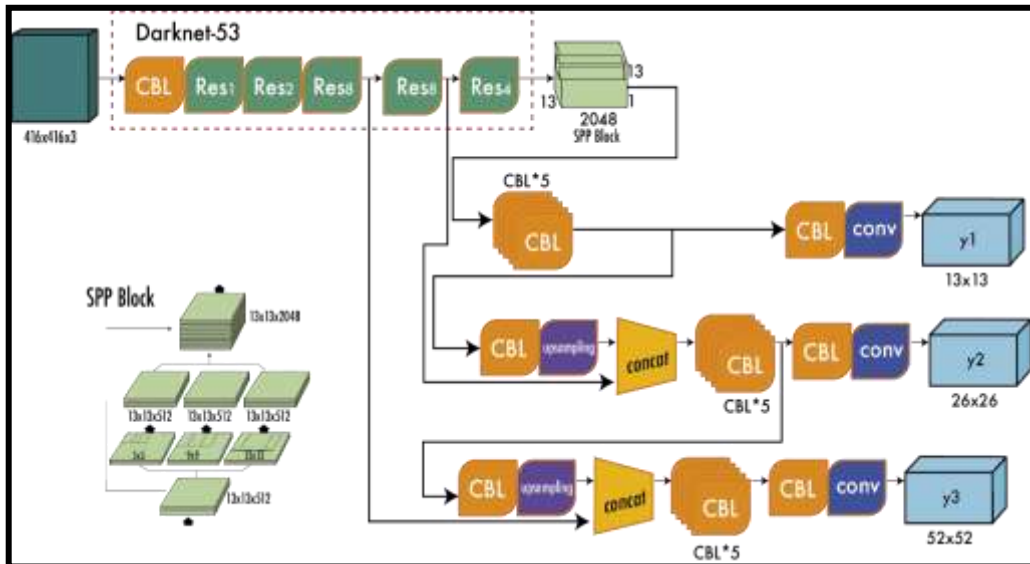 Darknet-53
CBL Res1 Res2 Res8 Res8 Res4
416x416x3
13
13
1
2048
SPP Block
CBL*5
CBL
CBL conv y1
13x13
SPP Block
13x13x2048
CBL upsampling concat CBL CBL conv y2
CBL*5
26x26
13x13x512 13x13x512 13x13x512
13x13x512
CBL upsampling concat CBL CBL conv y3
CBL*5
52x52